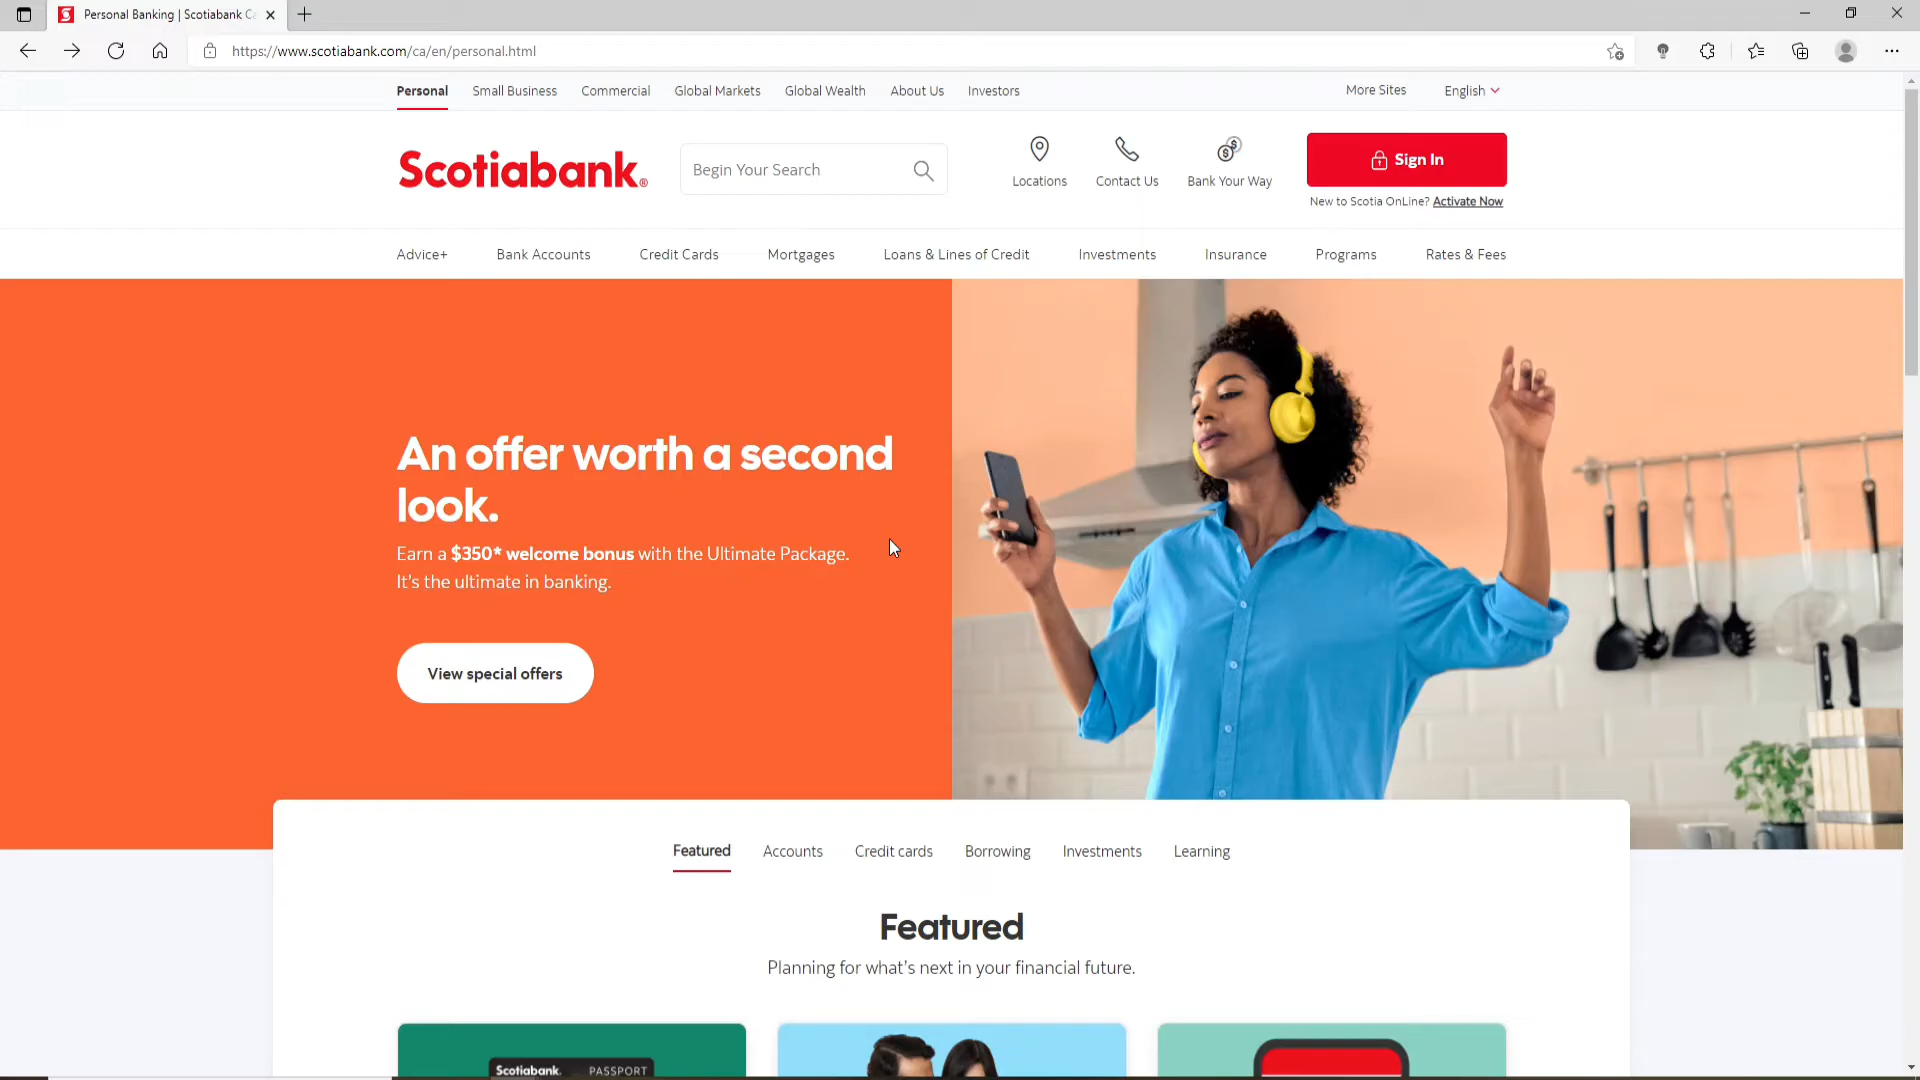 Personal Banking | Scotiabank Ca
https://www.scotiabank.com/ca/en/personal.html
Personal Small Business Commercial Global Markets Global Wealth About Us Investors More Sites English
Scotiabank®
Begin Your Search
Locations Contact Us Bank Your Way
Sign In
New to Scotia OnLine? Activate Now
Advice+ Bank Accounts Credit Cards Mortgages Loans & Lines of Credit Investments Insurance Programs Rates & Fees
An offer worth a second
look.
Earn a $350* welcome bonus with the Ultimate Package.
It's the ultimate in banking.
View special offers
Featured Accounts Credit cards Borrowing Investments Learning
Featured
Planning for what's next in your financial future.
Scotiabank. PASSPORT